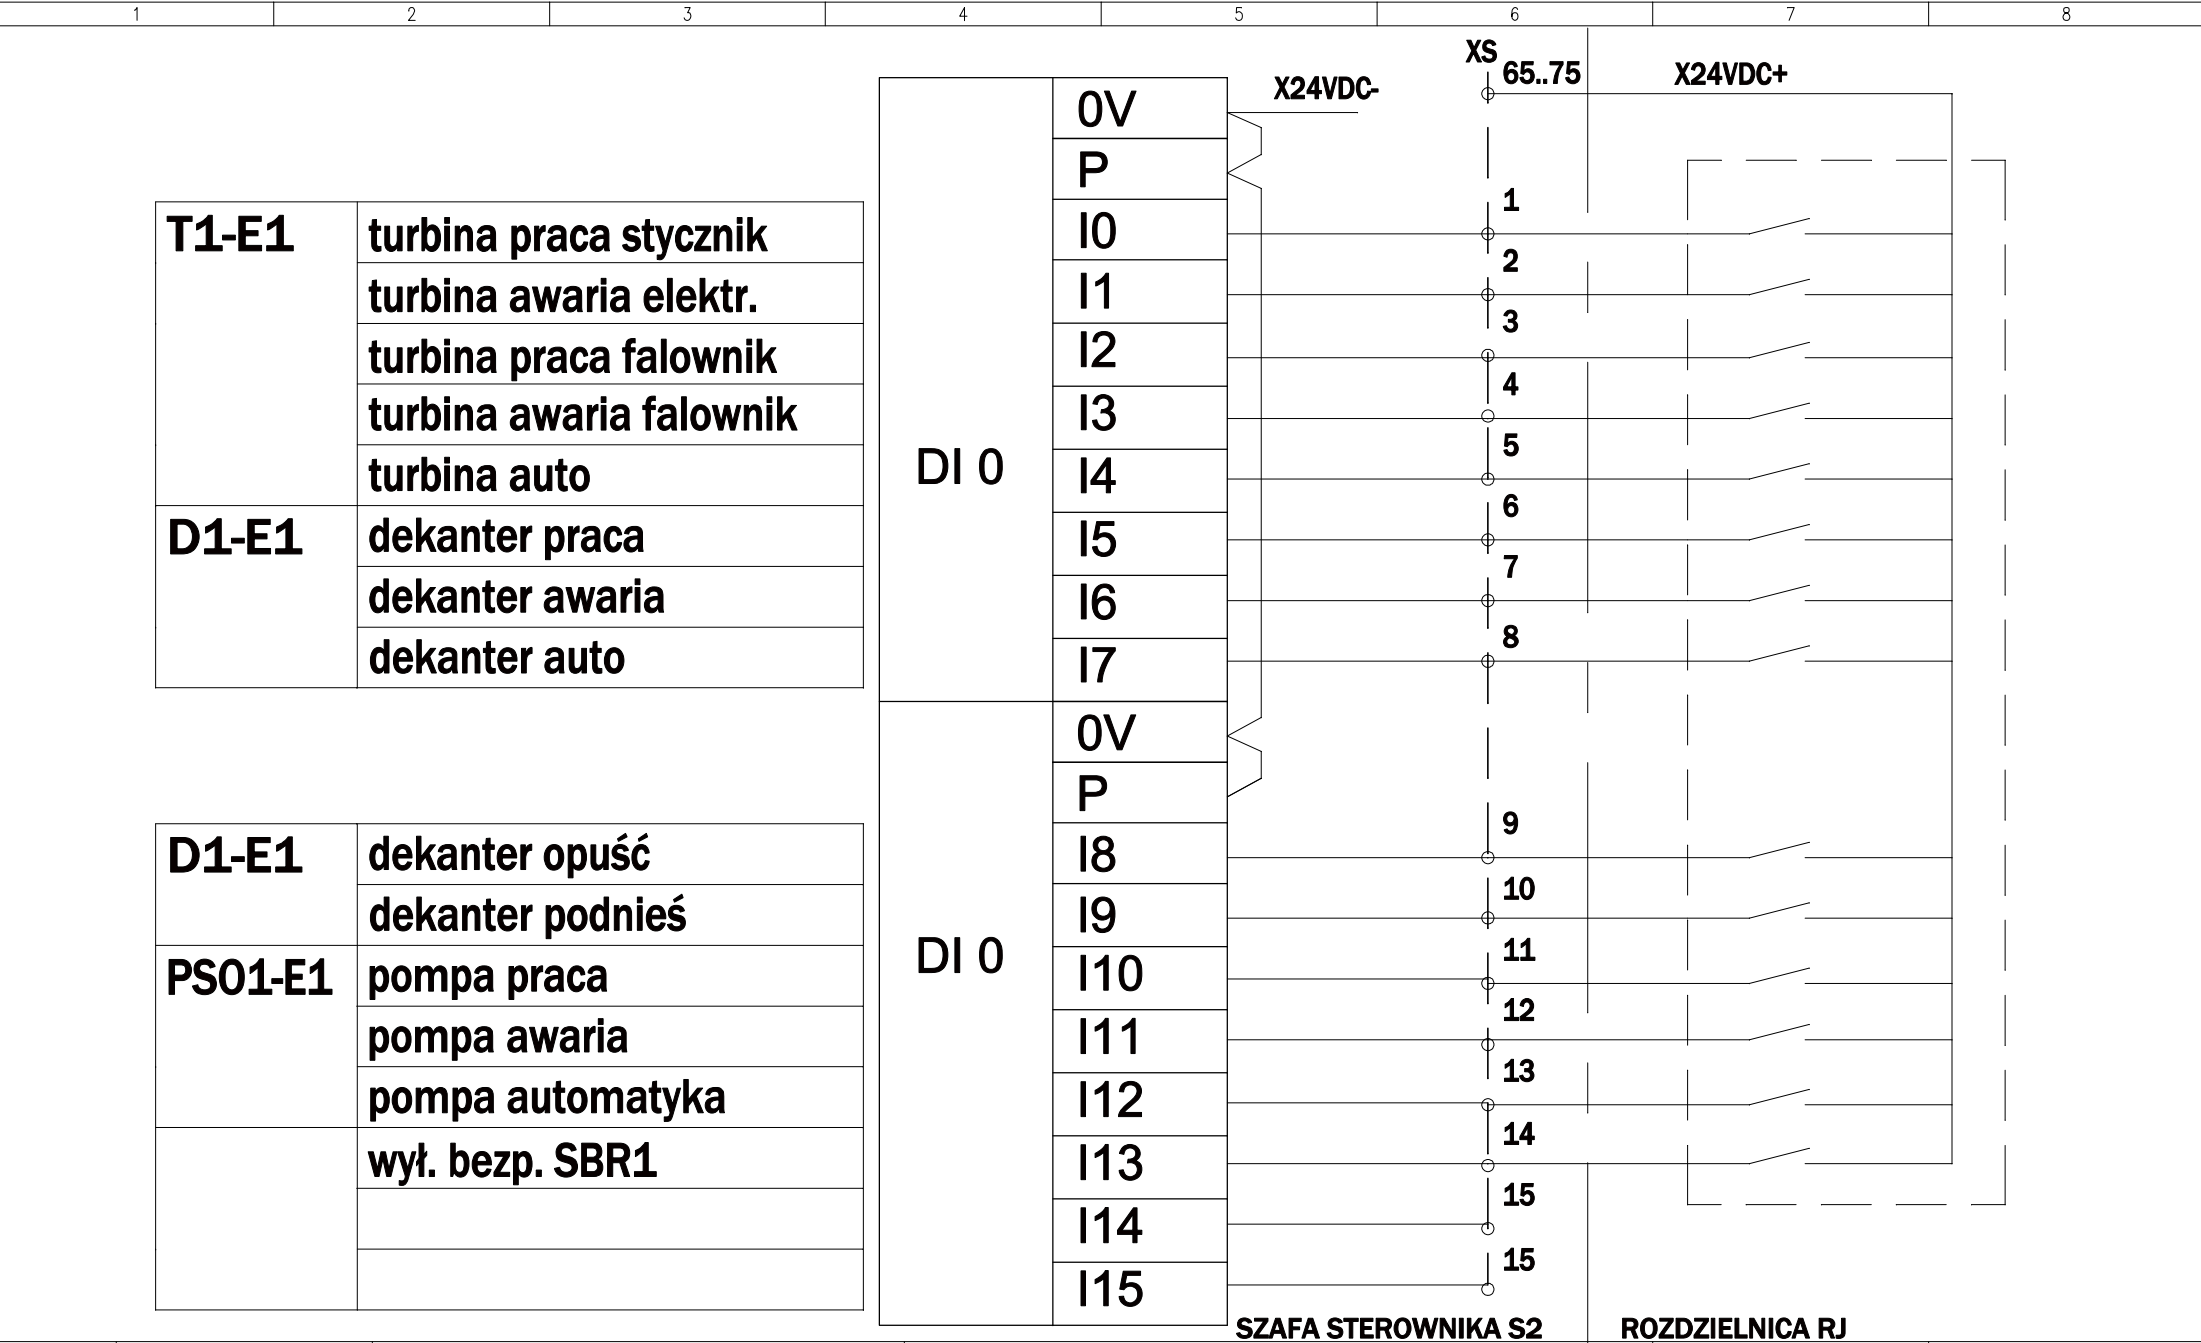 1 2 3 4 5 6 7 8
XS 65..75 X24VDC+
0V X24VDC-
P
T1-E1 turbina praca stycznik I0 1
turbina awaria elektr. I1 2
turbina praca falownik I2 3
turbina awaria falownik I3 4
DI 0
turbina auto I4 5
D1-E1 dekanter praca I5 6
dekanter awaria I6 7
dekanter auto I7 8
0V
P
D1-E1 dekanter opuść I8 9
dekanter podnieś I9 10
DI 0
PSO1-E1 pompa praca I10 11
pompa awaria I11 12
pompa automatyka I12 13
wył. bezp. SBR1 I13 14
I14 15
I15 15
SZAFA STEROWNIKA S2 ROZDZIELNICA RJ